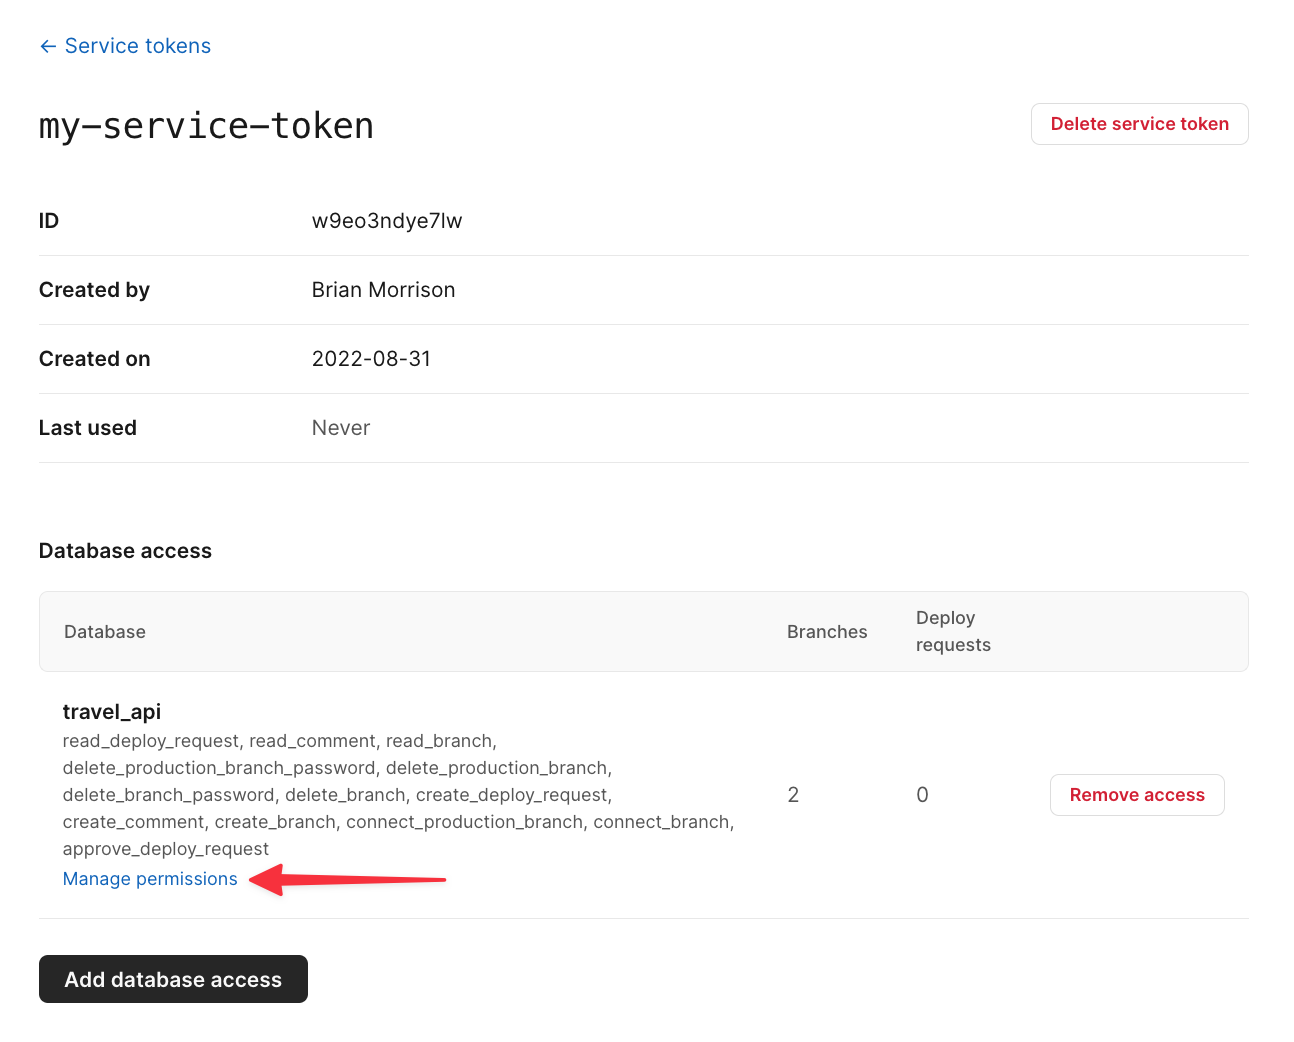 ← Service tokens
my-service-token
Delete service token
ID
w9eo3ndye7lw
Created by
Brian Morrison
Created on
2022-08-31
Last used
Never
Database access
Database
Branches
Deploy
requests
travel_api
read_deploy_request, read_comment, read_branch,
delete_production_branch_password, delete_production_branch,
delete_branch_password, delete_branch, create_deploy_request,
create_comment, create_branch, connect_production_branch, connect_branch,
approve_deploy_request
Manage permissions
2
0
Remove access
Add database access